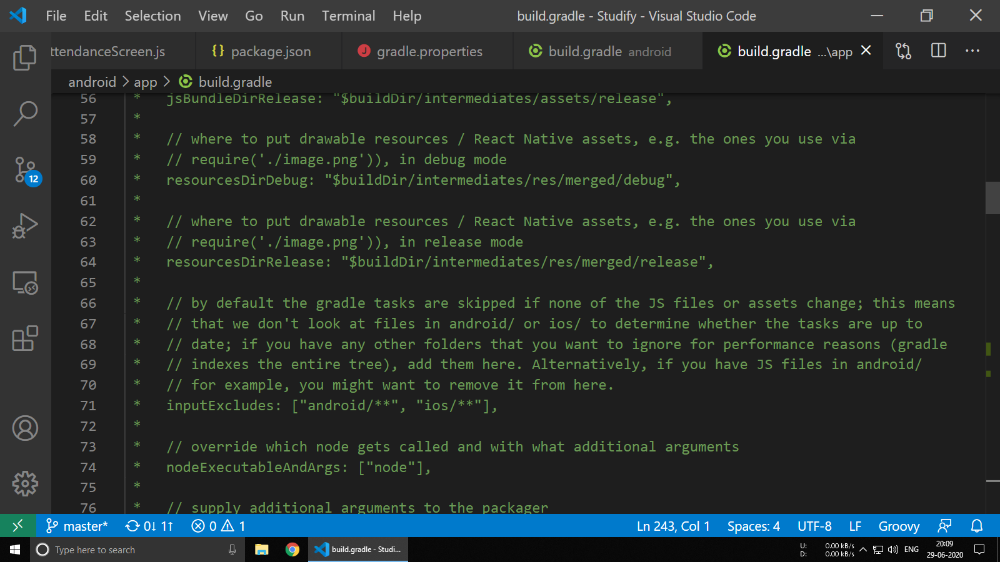 File Edit Selection View Go Run Terminal Help build.gradle - Studify - Visual Studio Code
ttendanceScreen.js {} package.json J gradle.properties build.gradle android build.gradle ...\app
android > app > build.gradle
56 * jsBundleDirRelease: "$buildDir/intermediates/assets/release",
57 *
58 * // where to put drawable resources / React Native assets, e.g. the ones you use via
59 * // require('./image.png')), in debug mode
60 * resourcesDirDebug: "$buildDir/intermediates/res/merged/debug",
61 *
62 * // where to put drawable resources / React Native assets, e.g. the ones you use via
63 * // require('./image.png')), in release mode
64 * resourcesDirRelease: "$buildDir/intermediates/res/merged/release",
65 *
66 * // by default the gradle tasks are skipped if none of the JS files or assets change; this means
67 * // that we don't look at files in android/ or ios/ to determine whether the tasks are up to
68 * // date; if you have any other folders that you want to ignore for performance reasons (gradle
69 * // indexes the entire tree), add them here. Alternatively, if you have JS files in android/
70 * // for example, you might want to remove it from here.
71 * inputExcludes: ["android/**", "ios/**"],
72 *
73 * // override which node gets called and with what additional arguments
74 * nodeExecutableAndArgs: ["node"],
75 *
76 * // supply additional arguments to the packager
12
master* 0↓ 1↑ 0 1 Ln 243, Col 1 Spaces: 4 UTF-8 LF Groovy
Type here to search build.gradle - Studi... U: 0.00 kB/s ENG 20:09
D: 0.00 kB/s 29-06-2020